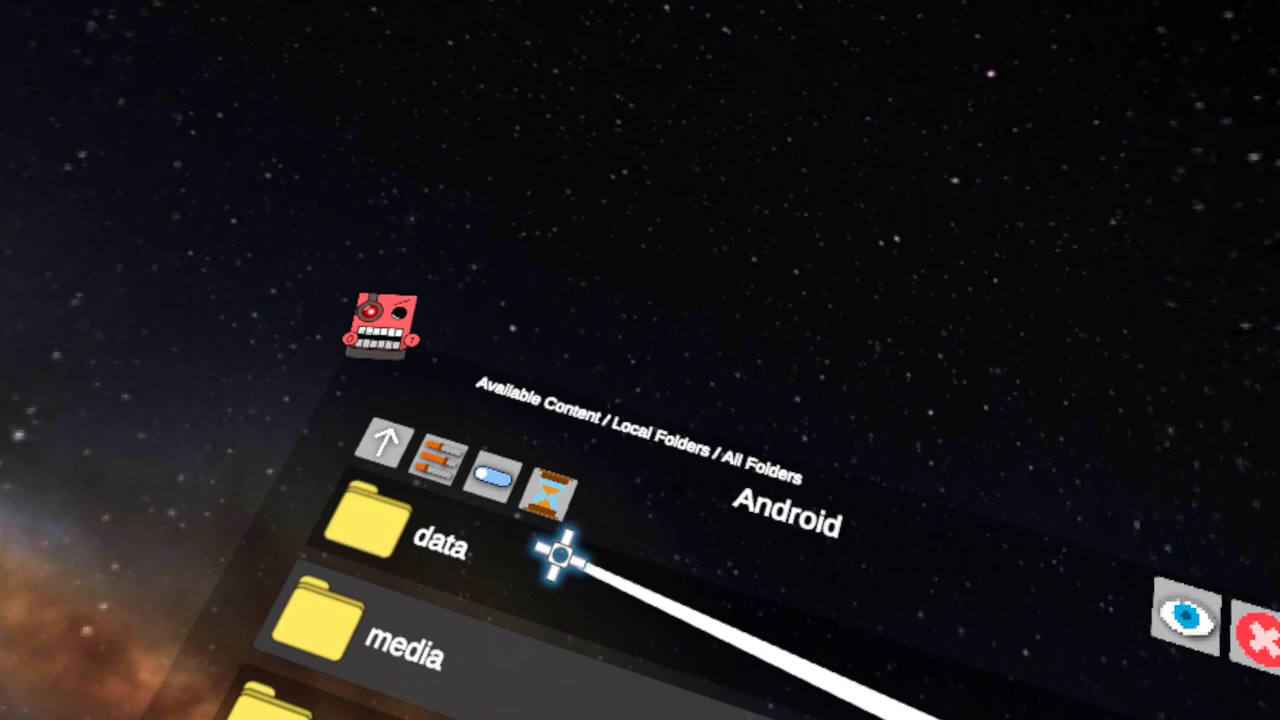 Available Content / Local Folders / All Folders
Android
data
media